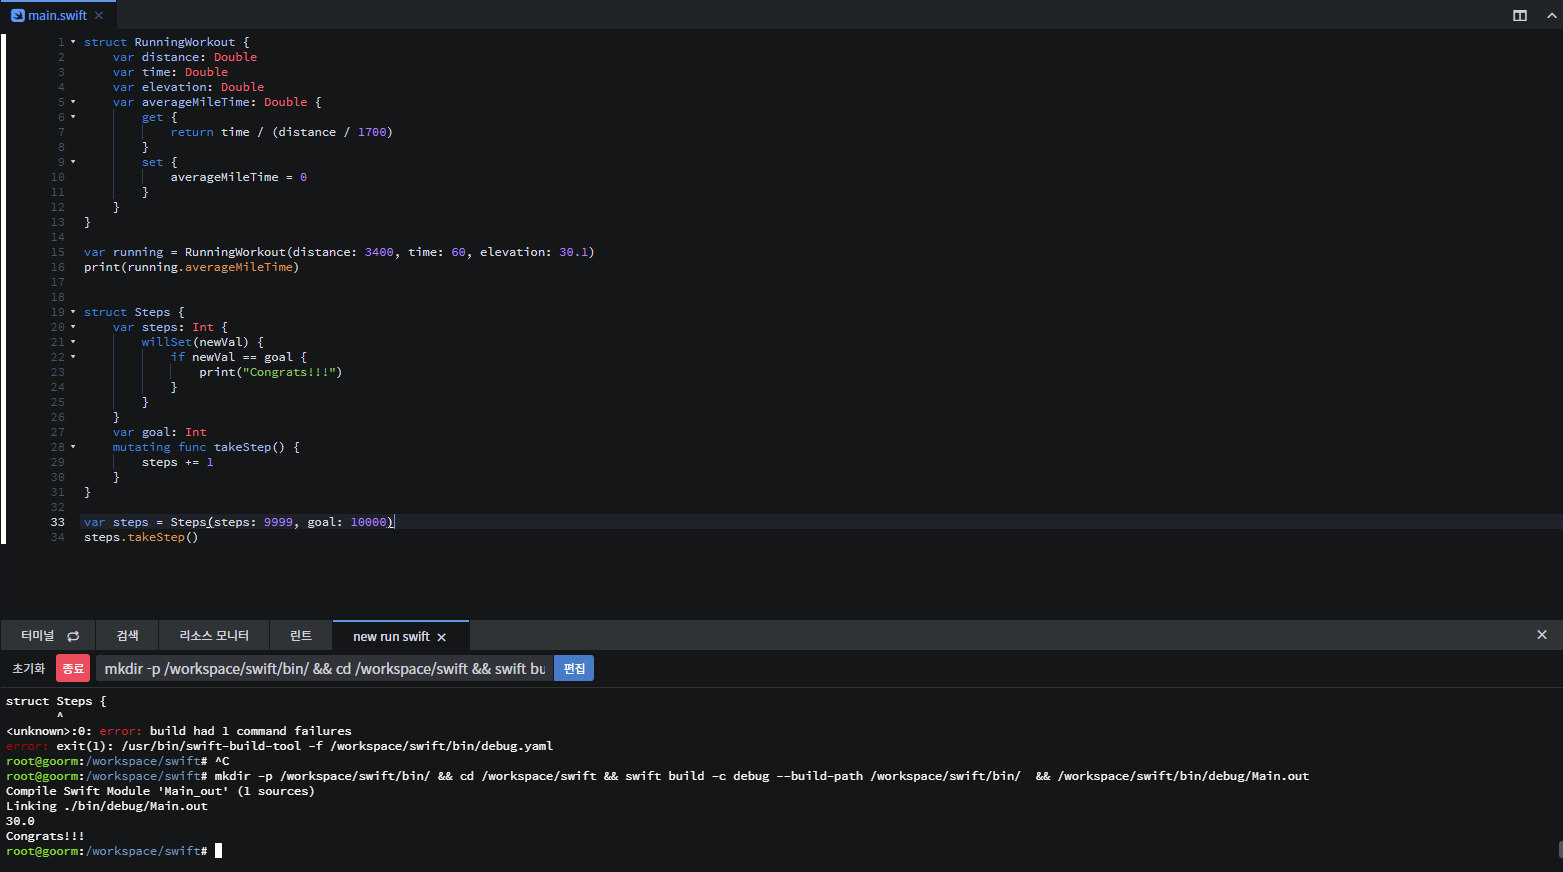 main.swift
1 struct RunningWorkout {
2     var distance: Double
3     var time: Double
4     var elevation: Double
5     var averageMileTime: Double {
6         get {
7             return time / (distance / 1700)
8         }
9         set {
10             averageMileTime = 0
11         }
12     }
13 }
14
15 var running = RunningWorkout(distance: 3400, time: 60, elevation: 30.1)
16 print(running.averageMileTime)
17
18
19 struct Steps {
20     var steps: Int {
21         willSet(newVal) {
22             if newVal == goal {
23                 print("Congrats!!!")
24             }
25         }
26     }
27     var goal: Int
28     mutating func takeStep() {
29         steps += 1
30     }
31 }
32
33 var steps = Steps(steps: 9999, goal: 10000)
34 steps.takeStep()
터미널 검색 리소스 모니터 린트 new run swift
초기화 종료 mkdir -p /workspace/swift/bin/ && cd /workspace/swift && swift bu 편집
struct Steps {
       ^
<unknown>:0: error: build had 1 command failures
error: exit(1): /usr/bin/swift-build-tool -f /workspace/swift/bin/debug.yaml
root@goorm:/workspace/swift# ^C
root@goorm:/workspace/swift# mkdir -p /workspace/swift/bin/ && cd /workspace/swift && swift build -c debug --build-path /workspace/swift/bin/  && /workspace/swift/bin/debug/Main.out
Compile Swift Module 'Main_out' (1 sources)
Linking ./bin/debug/Main.out
30.0
Congrats!!!
root@goorm:/workspace/swift#